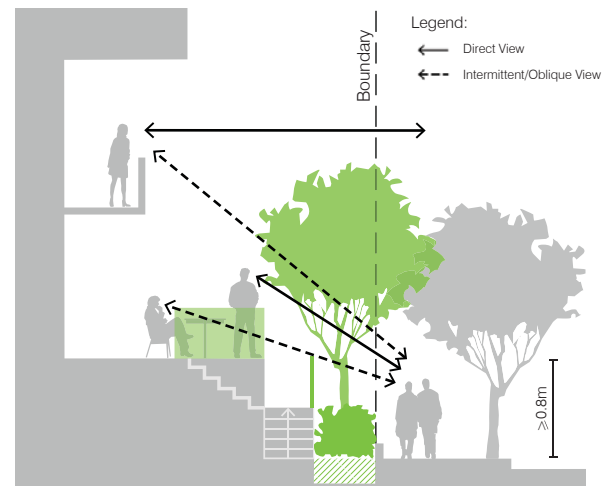 Legend:
Direct View
Intermittent/Oblique View
Boundary
⩾0.8m